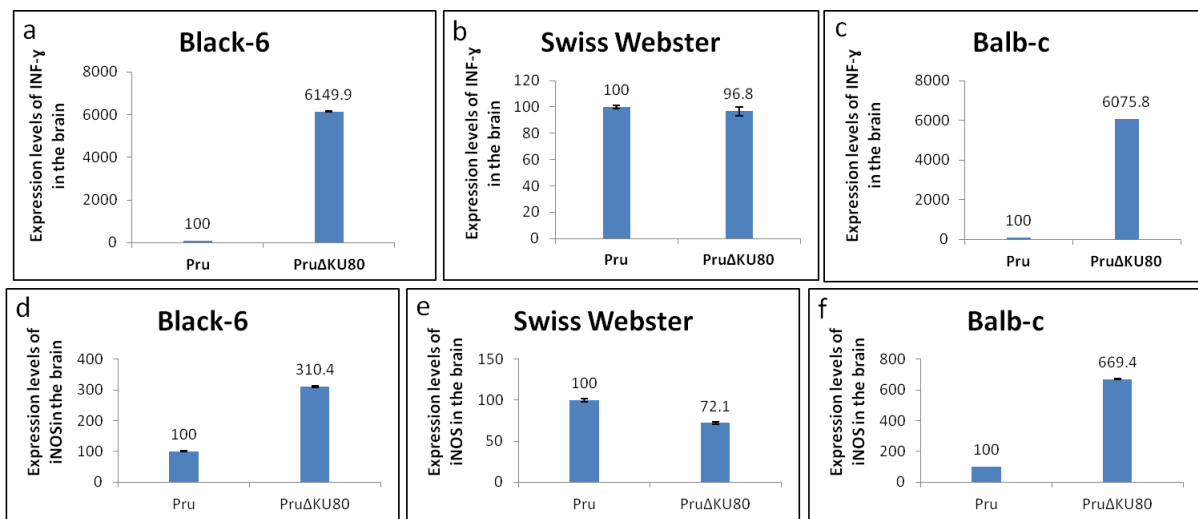 a
Black-6
Expression levels of INF-ɣ
in the brain
8000
6000
4000
2000
0
100
6149.9
Pru
PruΔKU80
b
Swiss Webster
Expression levels of INF-ɣ
in the brain
120
100
80
60
40
20
0
100
96.8
Pru
PruΔKU80
c
Balb-c
Expression levels of INF-ɣ
in the brain
8000
6000
4000
2000
0
100
6075.8
Pru
PruΔKU80
d
Black-6
Expression levels of
iNOS in the brain
400
300
200
100
0
100
310.4
Pru
PruΔKU80
e
Swiss Webster
Expression levels of
iNOS in the brain
150
100
50
0
100
72.1
Pru
PruΔKU80
f
Balb-c
Expression levels of
iNOS in the brain
800
600
400
200
0
100
669.4
Pru
PruΔKU80